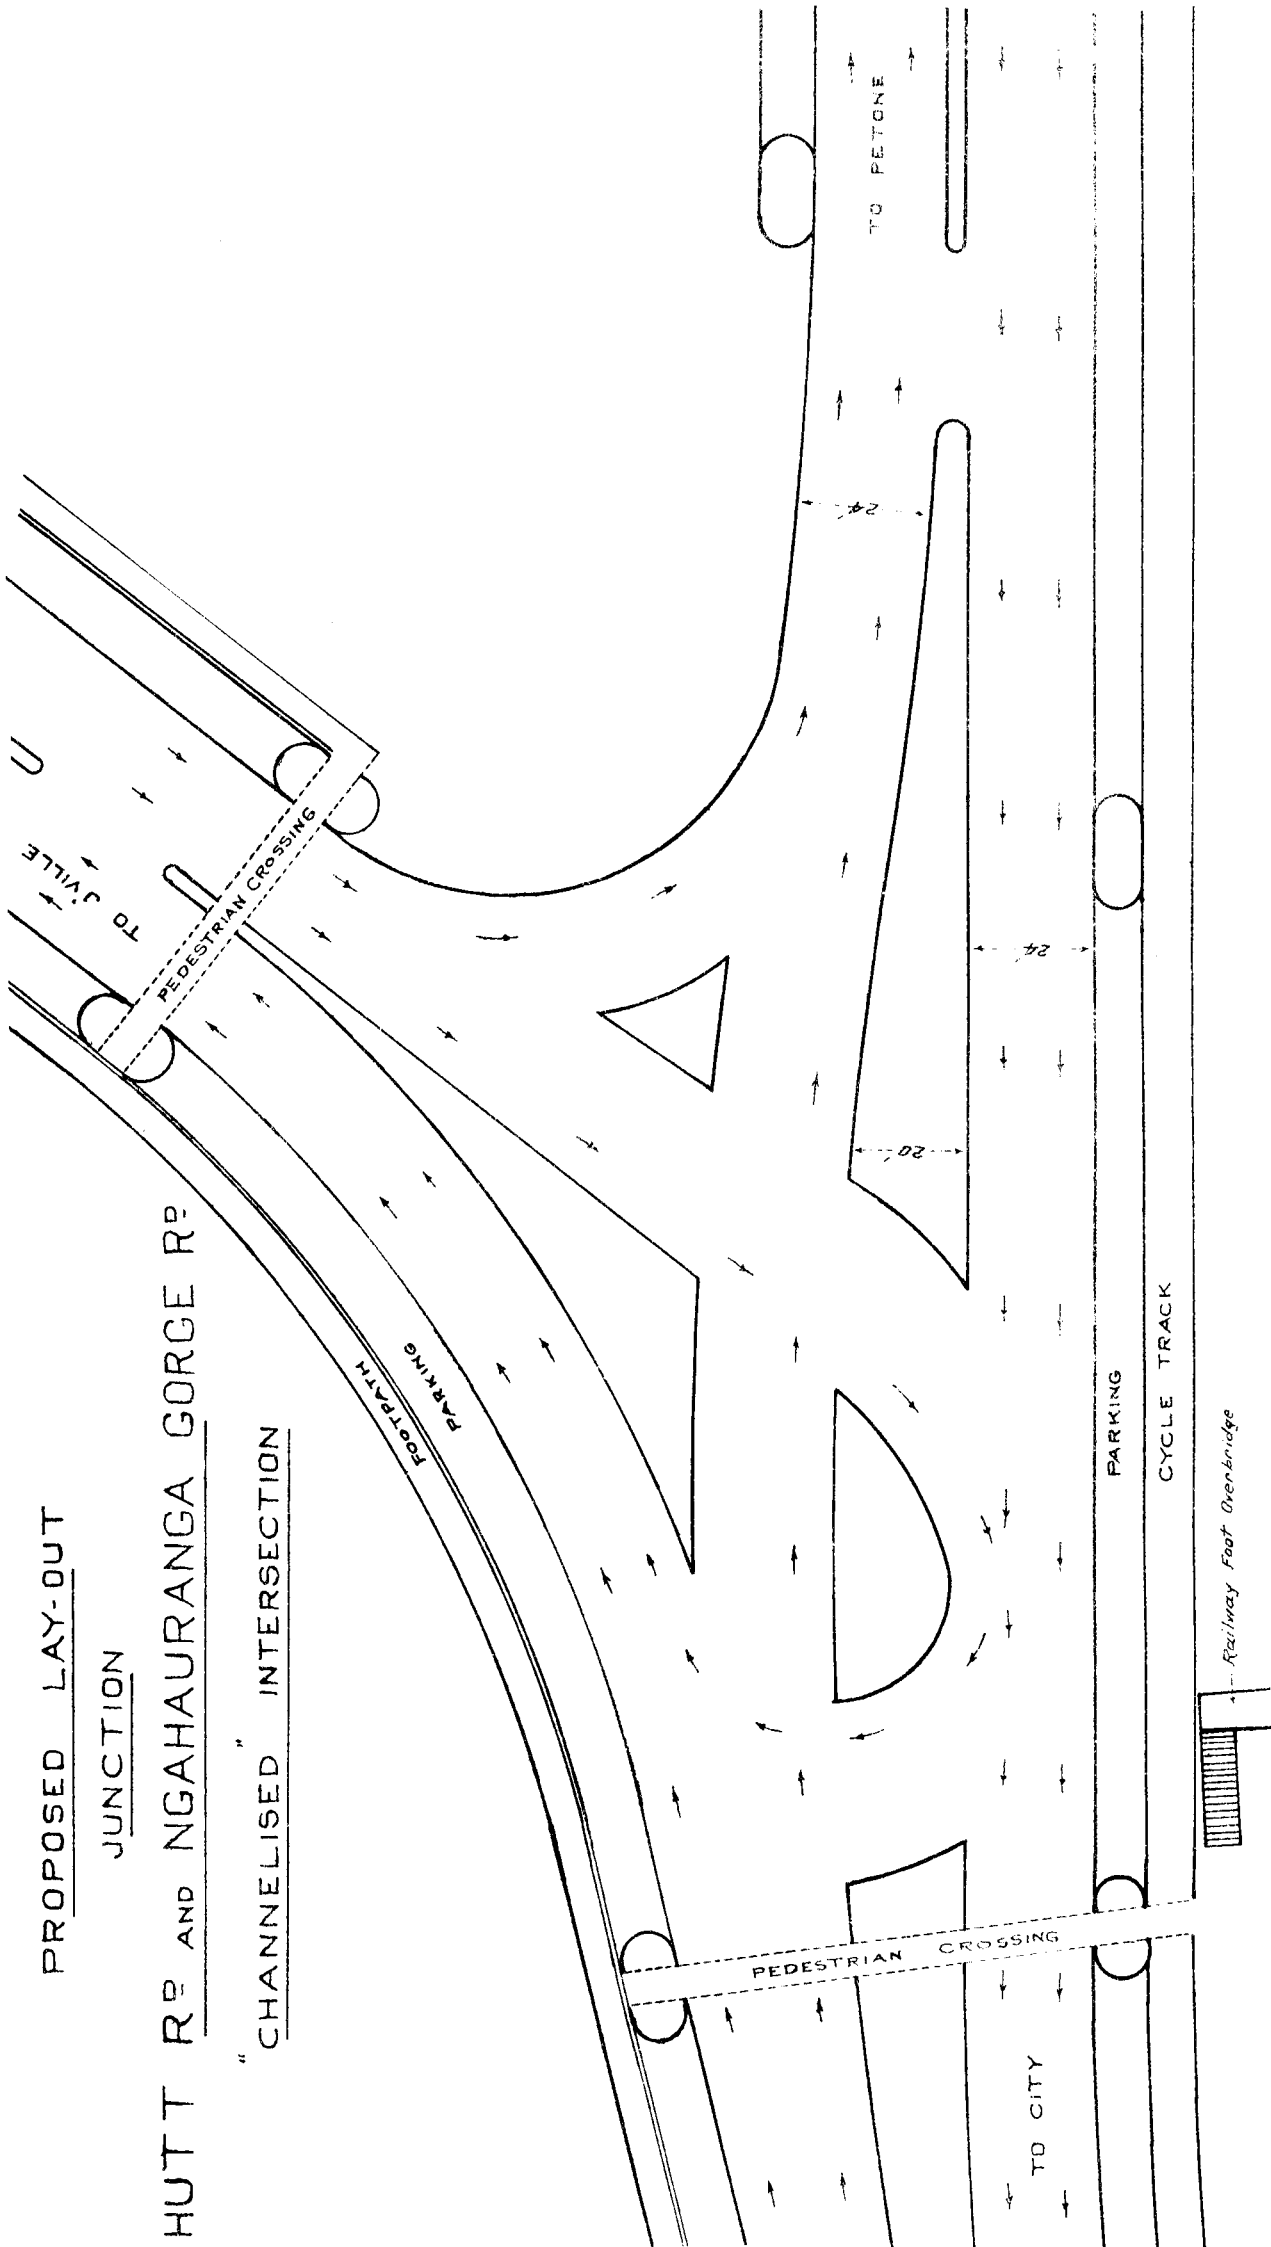 PROPOSED LAY-OUT
JUNCTION
HUTT RD AND NGAHAURANGA GORGE RD
"CHANNELISED" INTERSECTION
TO J'VILLE
PEDESTRIAN CROSSING
FOOTPATH
PARKING
TO PETONE
24'
24'
20'
PEDESTRIAN CROSSING
TO CITY
PARKING
CYCLE TRACK
Railway Foot Overbridge